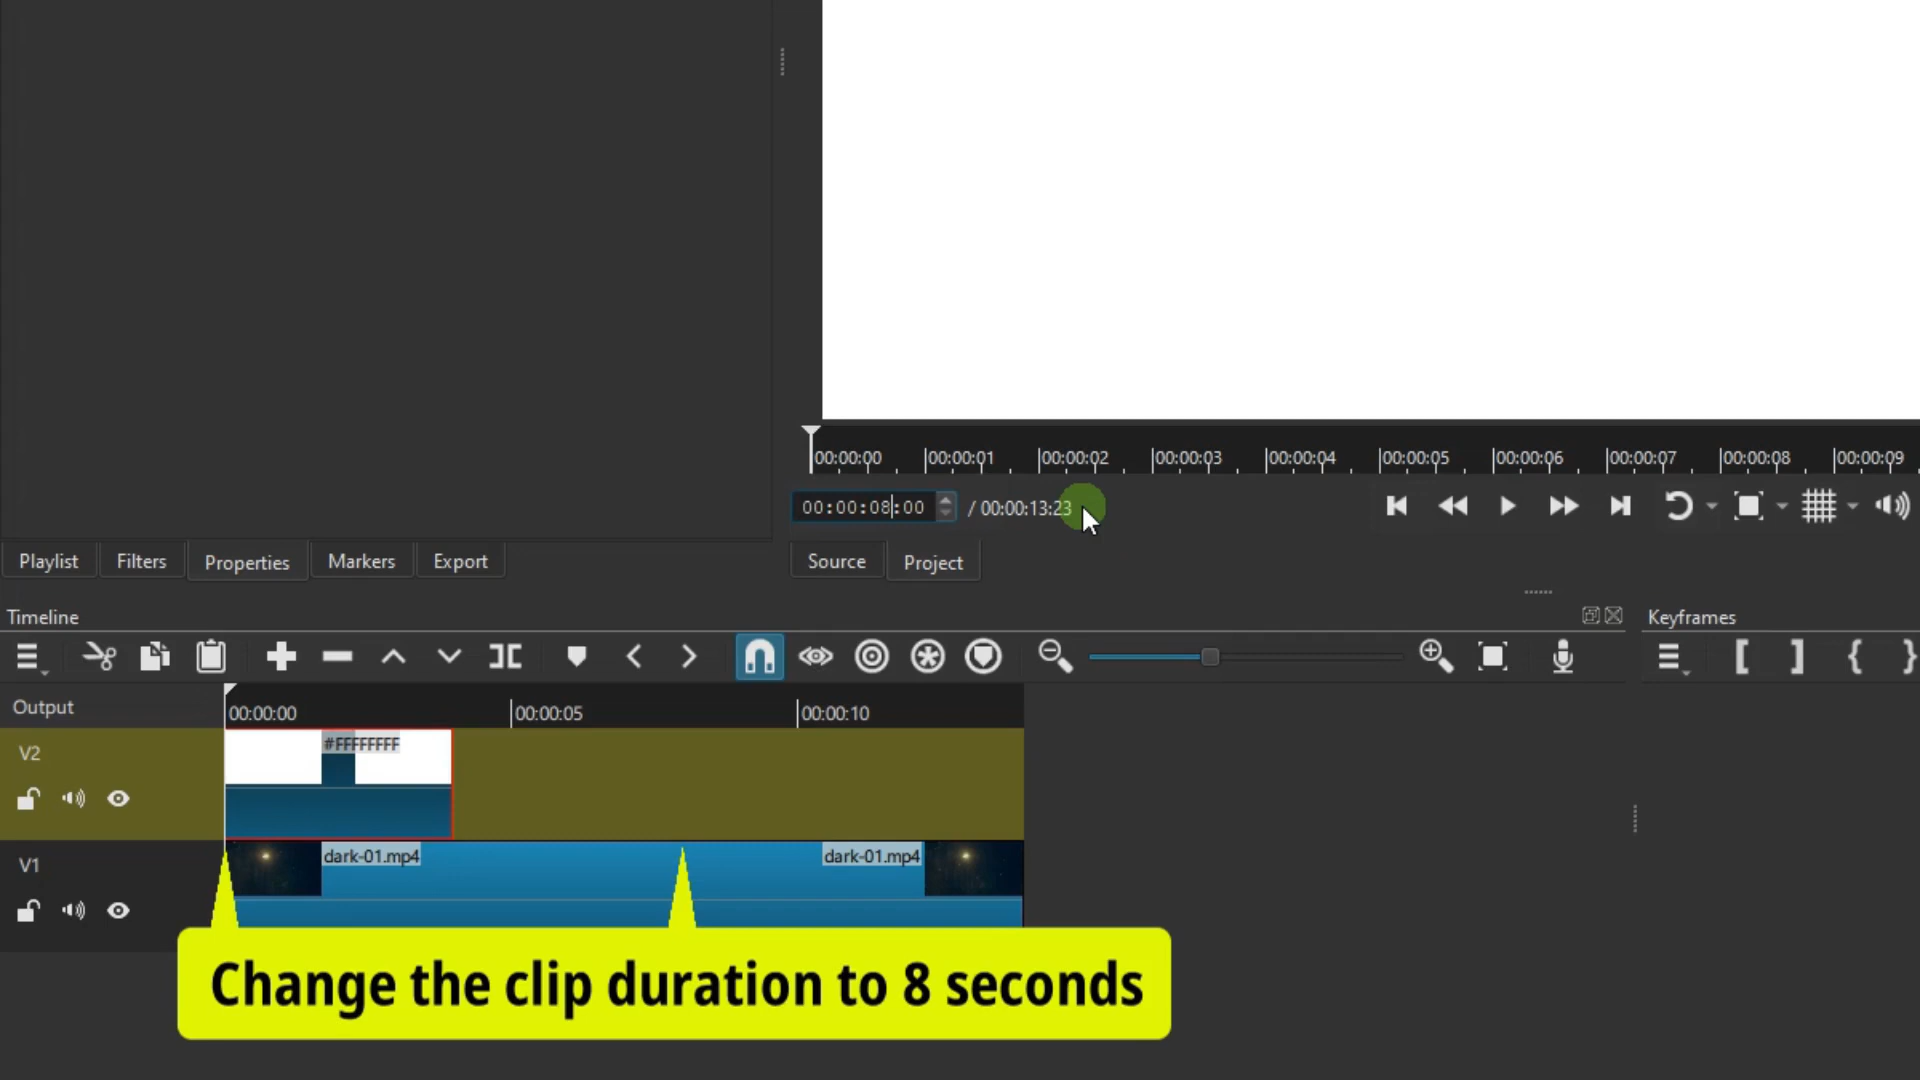 00:00:00 00:00:01 00:00:02 00:00:03 00:00:04 00:00:05 00:00:06 00:00:07 00:00:08 00:00:09
00:00:08:00 / 00:00:13:23
Playlist Filters Properties Markers Export
Source Project
Timeline
Keyframes
Output
00:00:00 00:00:05 00:00:10
V2
#FFFFFFFF
V1
dark-01.mp4 dark-01.mp4
Change the clip duration to 8 seconds